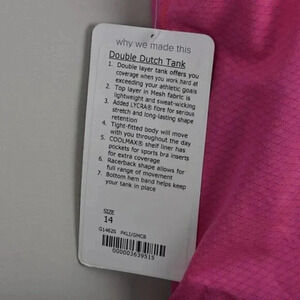 why we made this
Double Dutch Tank
1. Double layer tank offers you
coverage when you work hard at
exceeding your athletic goals
2. Top layer in Mesh fabric is
lightweight and sweat-wicking
3. Added LYCRA® fibre for serious
stretch and long-lasting shape
retention
4. Tight-fitted body will move
with you throughout the day
5. COOLMAX® shelf liner has
pockets for sports bra inserts
for extra coverage
6. Racerback shape allows for
full range of movement
7. Bottom hem band helps keep
your tank in place
SIZE
14
G1462S PKLI/GHCB
000003639515